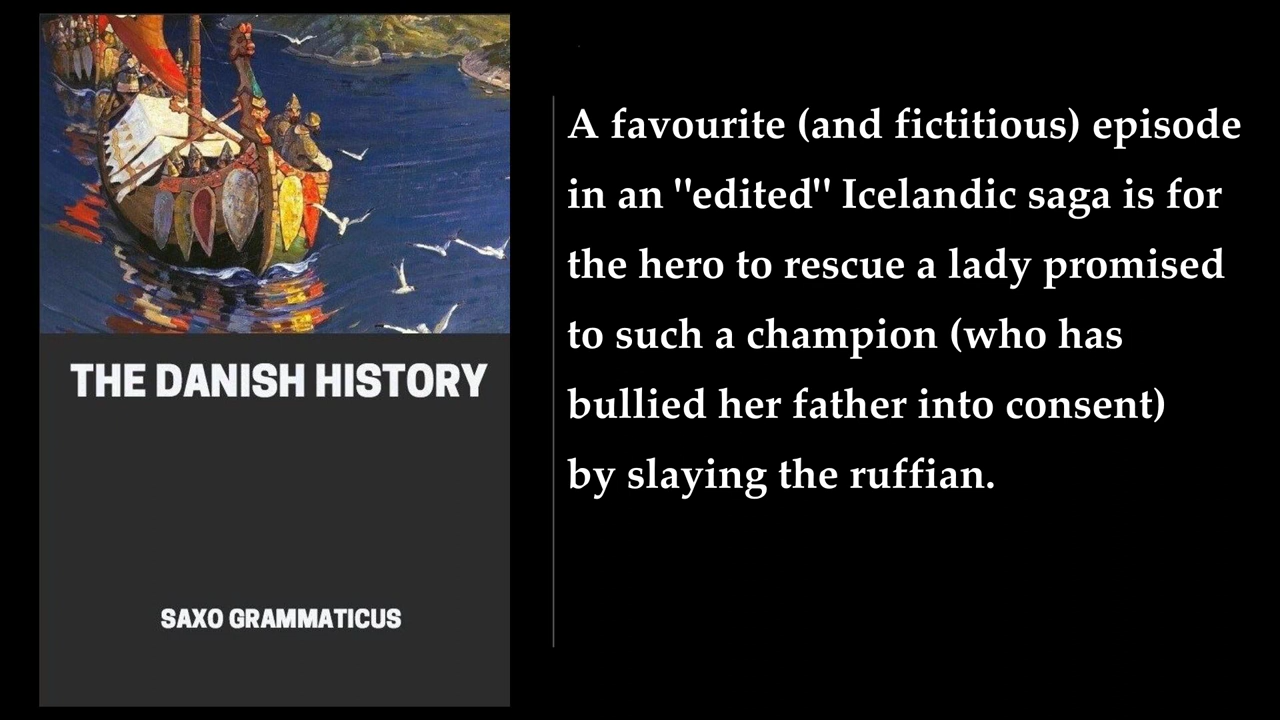 THE DANISH HISTORY
SAXO GRAMMATICUS
A favourite (and fictitious) episode
in an "edited" Icelandic saga is for
the hero to rescue a lady promised
to such a champion (who has
bullied her father into consent)
by slaying the ruffian.